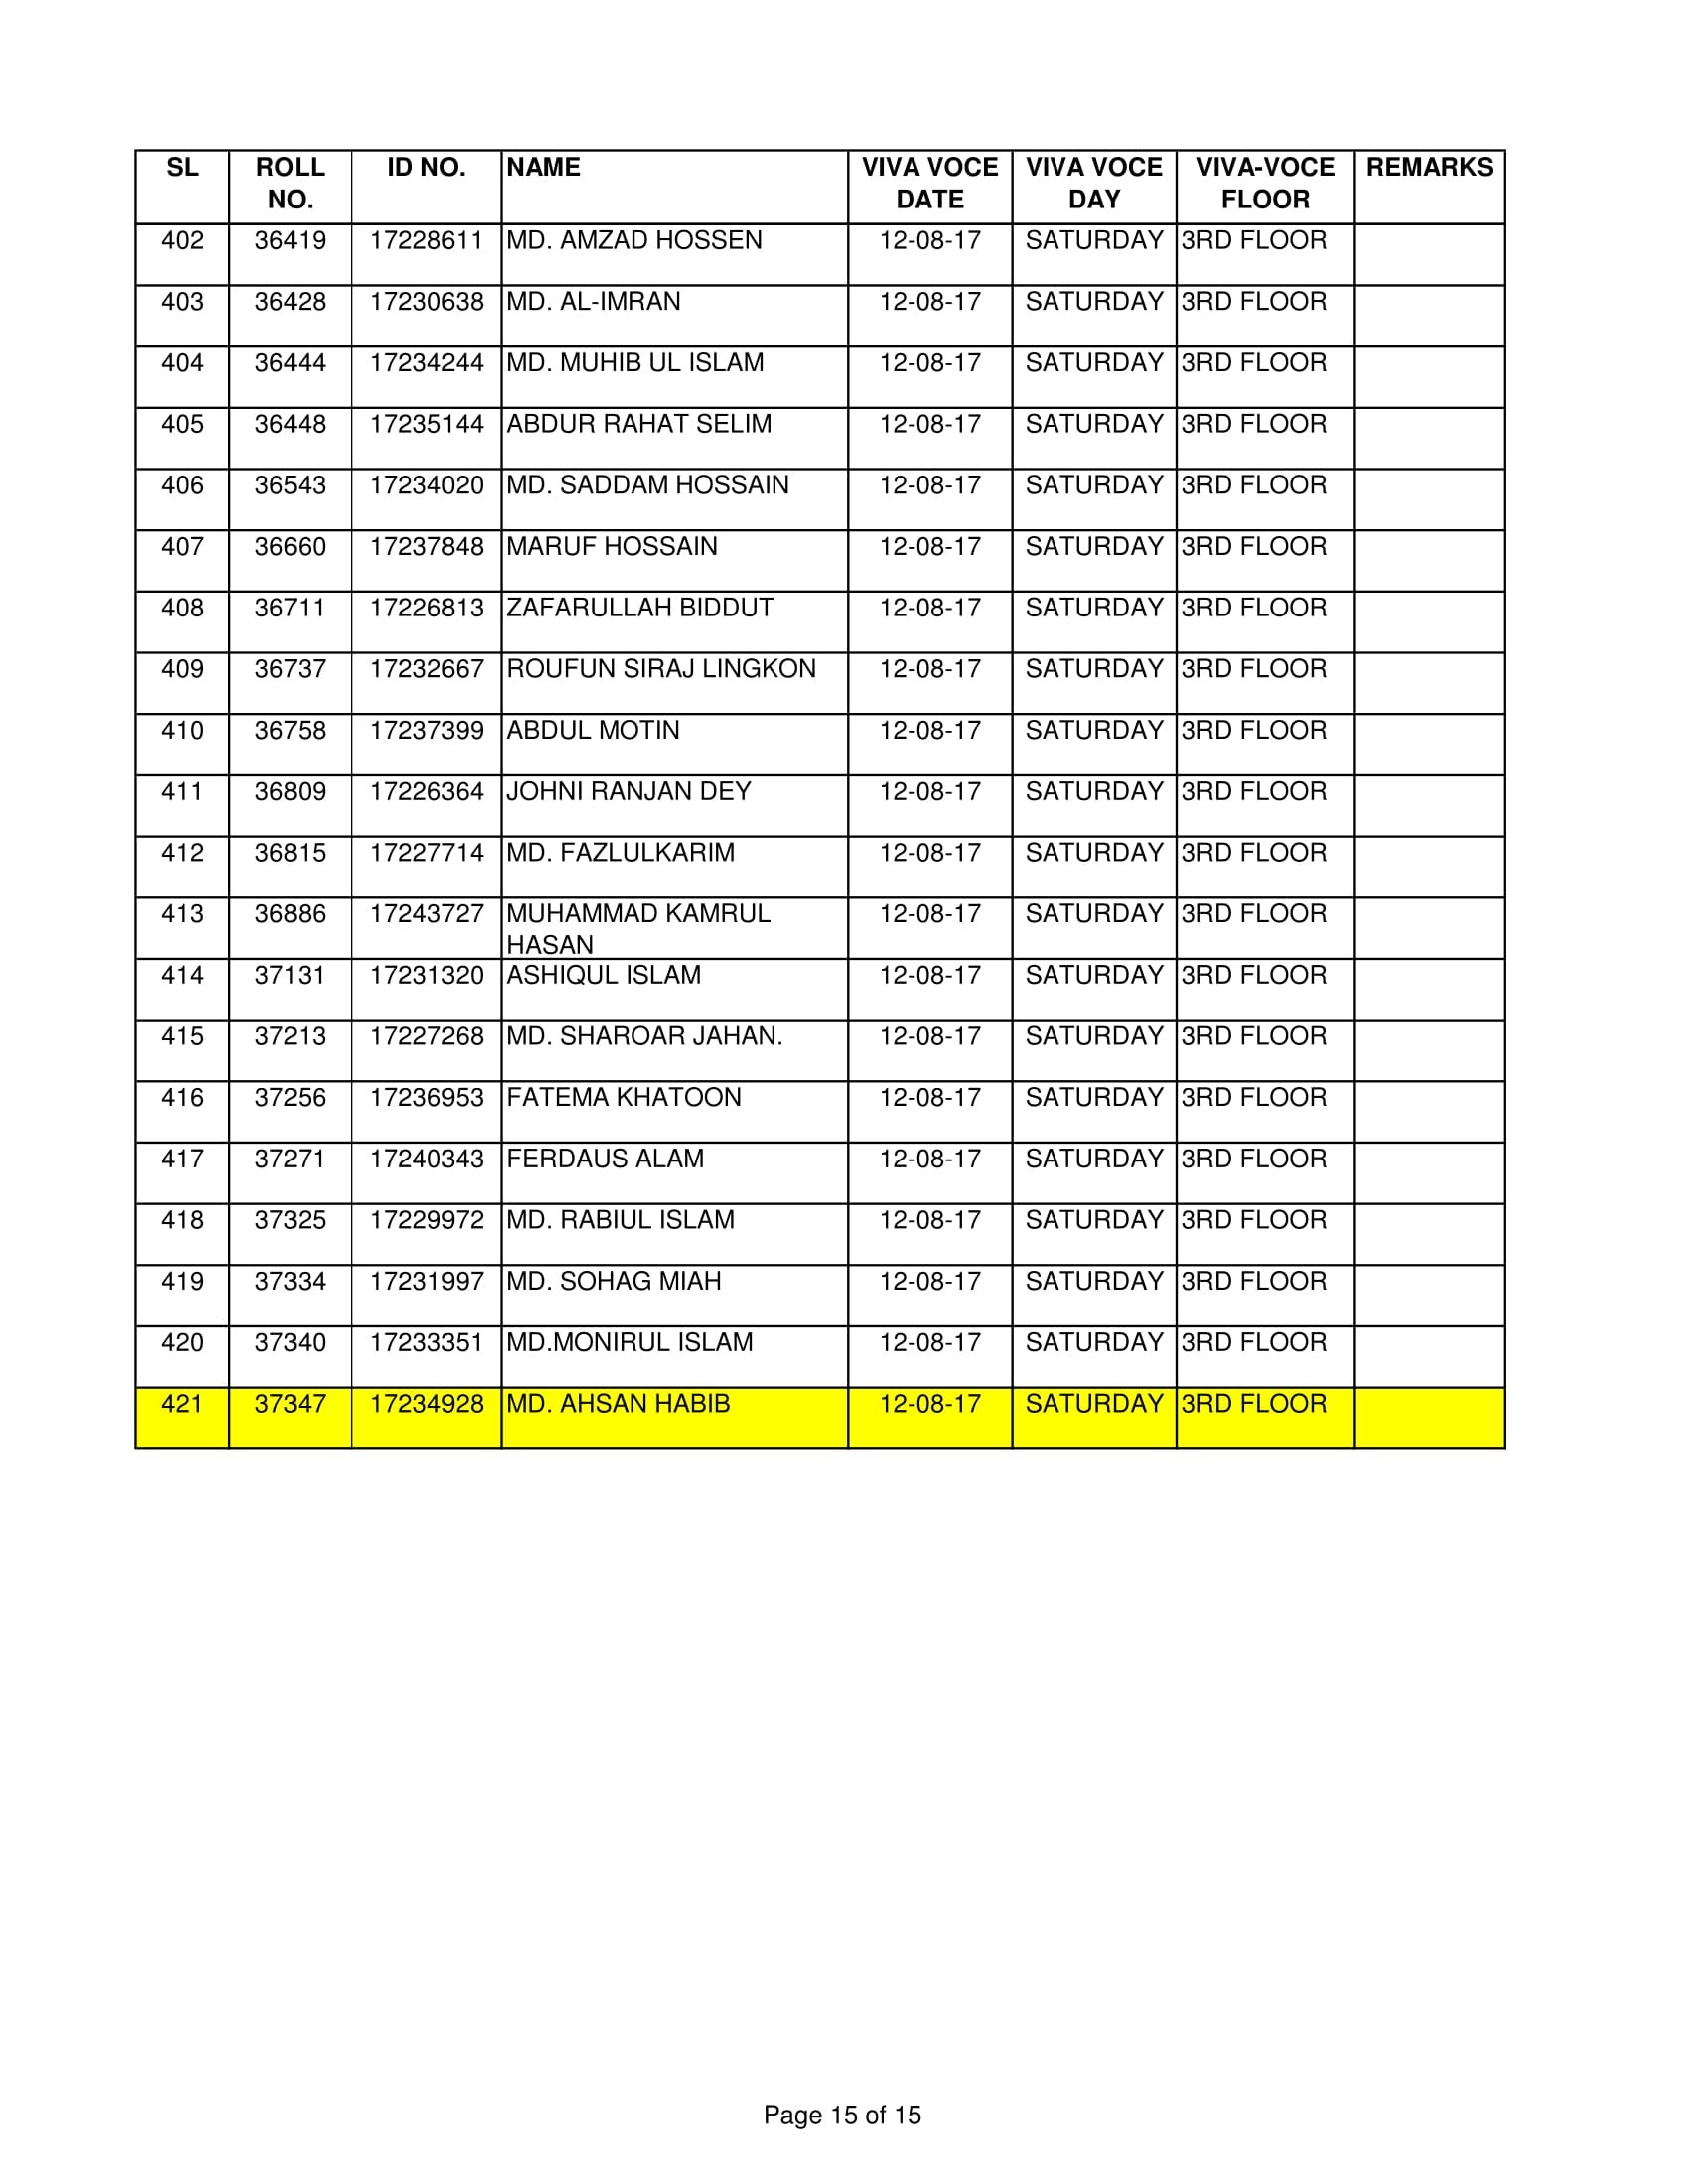 SL ROLL NO. ID NO. NAME VIVA VOCE DATE VIVA VOCE DAY VIVA-VOCE FLOOR REMARKS
402 36419 17228611 MD. AMZAD HOSSEN 12-08-17 SATURDAY 3RD FLOOR
403 36428 17230638 MD. AL-IMRAN 12-08-17 SATURDAY 3RD FLOOR
404 36444 17234244 MD. MUHIB UL ISLAM 12-08-17 SATURDAY 3RD FLOOR
405 36448 17235144 ABDUR RAHAT SELIM 12-08-17 SATURDAY 3RD FLOOR
406 36543 17234020 MD. SADDAM HOSSAIN 12-08-17 SATURDAY 3RD FLOOR
407 36660 17237848 MARUF HOSSAIN 12-08-17 SATURDAY 3RD FLOOR
408 36711 17226813 ZAFARULLAH BIDDUT 12-08-17 SATURDAY 3RD FLOOR
409 36737 17232667 ROUFUN SIRAJ LINGKON 12-08-17 SATURDAY 3RD FLOOR
410 36758 17237399 ABDUL MOTIN 12-08-17 SATURDAY 3RD FLOOR
411 36809 17226364 JOHNI RANJAN DEY 12-08-17 SATURDAY 3RD FLOOR
412 36815 17227714 MD. FAZLULKARIM 12-08-17 SATURDAY 3RD FLOOR
413 36886 17243727 MUHAMMAD KAMRUL HASAN 12-08-17 SATURDAY 3RD FLOOR
414 37131 17231320 ASHIQUL ISLAM 12-08-17 SATURDAY 3RD FLOOR
415 37213 17227268 MD. SHAROAR JAHAN. 12-08-17 SATURDAY 3RD FLOOR
416 37256 17236953 FATEMA KHATOON 12-08-17 SATURDAY 3RD FLOOR
417 37271 17240343 FERDAUS ALAM 12-08-17 SATURDAY 3RD FLOOR
418 37325 17229972 MD. RABIUL ISLAM 12-08-17 SATURDAY 3RD FLOOR
419 37334 17231997 MD. SOHAG MIAH 12-08-17 SATURDAY 3RD FLOOR
420 37340 17233351 MD.MONIRUL ISLAM 12-08-17 SATURDAY 3RD FLOOR
421 37347 17234928 MD. AHSAN HABIB 12-08-17 SATURDAY 3RD FLOOR
Page 15 of 15